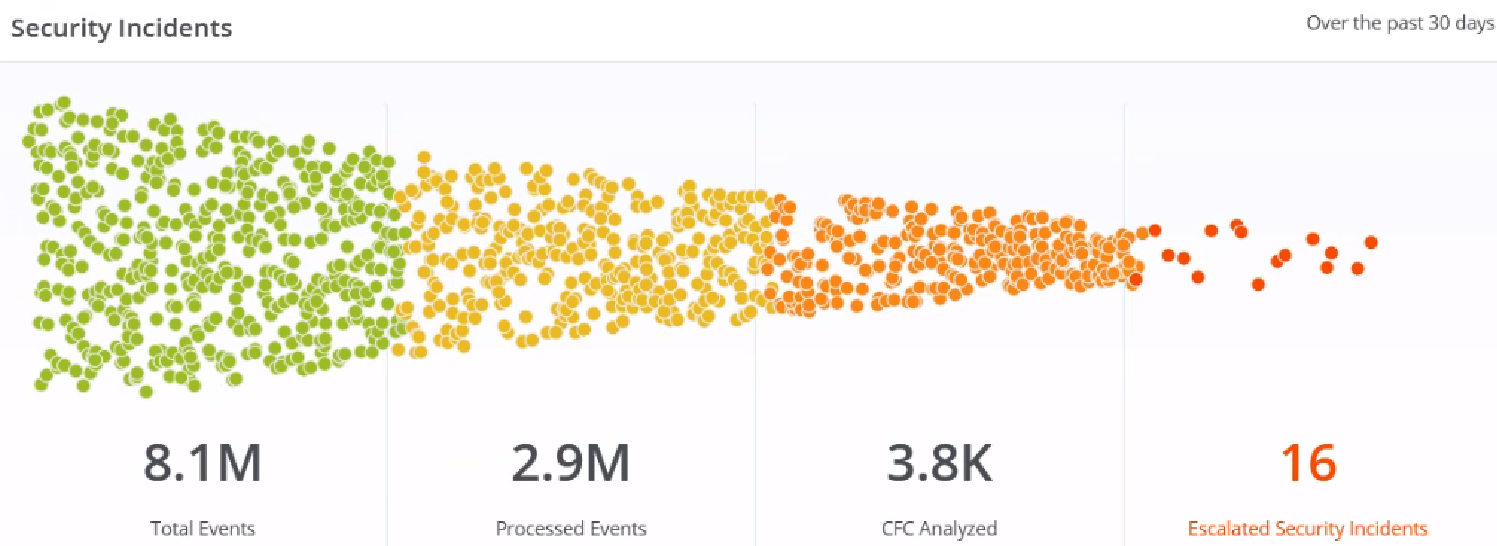 Security Incidents
Over the past 30 days
8.1M
2.9M
3.8K
16
Total Events
Processed Events
CFC Analyzed
Escalated Security Incidents